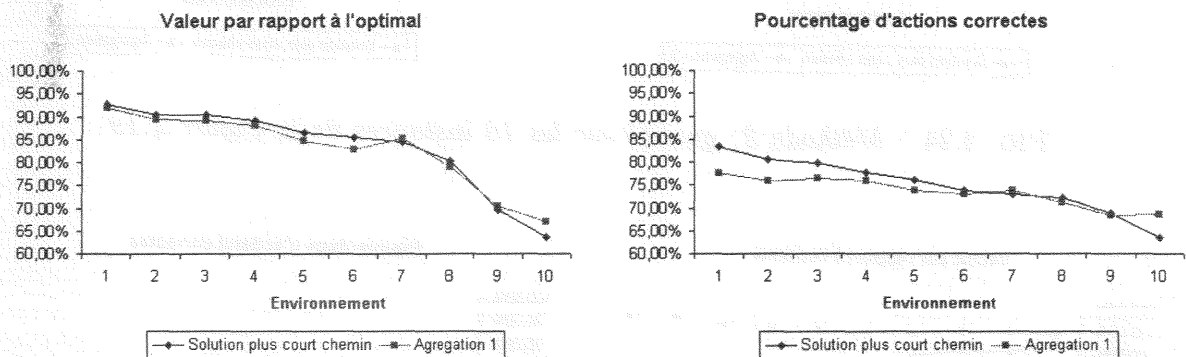 Valeur par rapport à l'optimal
100,00%
95,00%
90,00%
85,00%
80,00%
75,00%
70,00%
65,00%
60,00%
1 2 3 4 5 6 7 8 9 10
Environnement
Solution plus court chemin Agregation 1
Pourcentage d'actions correctes
100,00%
95,00%
90,00%
85,00%
80,00%
75,00%
70,00%
65,00%
60,00%
1 2 3 4 5 6 7 8 9 10
Environnement
Solution plus court chemin Agregation 1